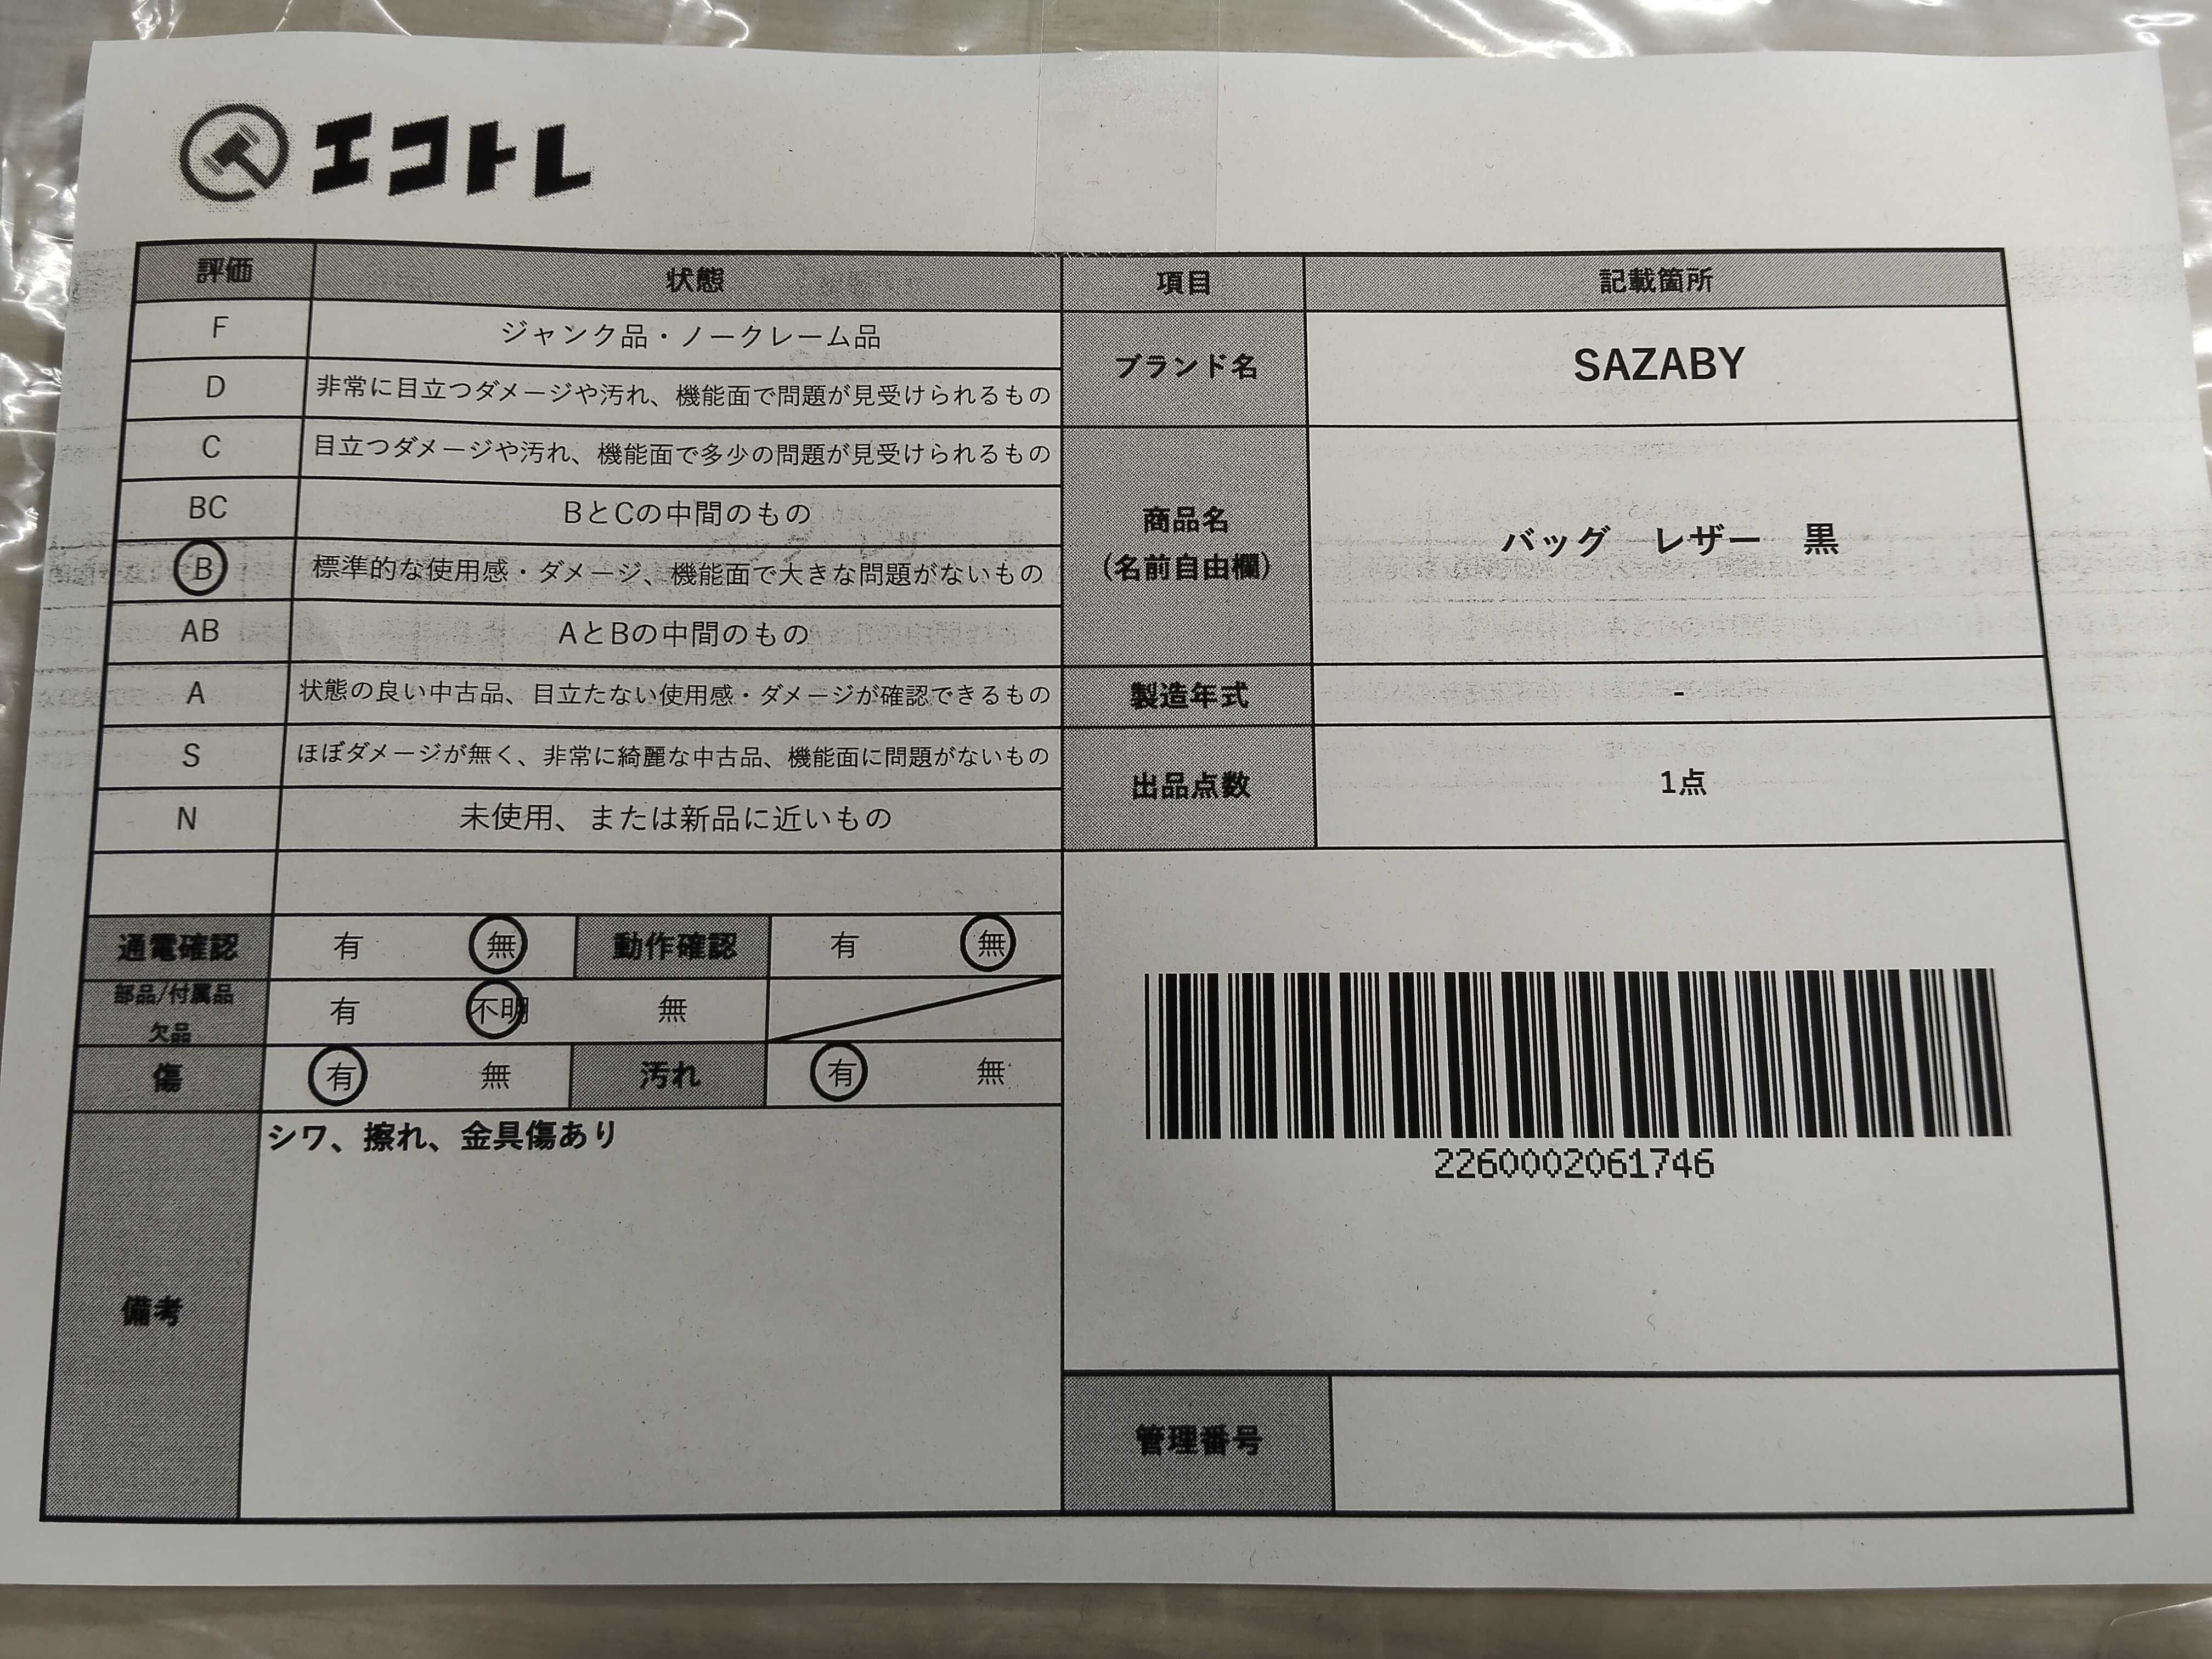 エコトレ
評価 状態 項目 記載箇所
F ジャンク品・ノークレーム品
D 非常に目立つダメージや汚れ、機能面で問題が見受けられるもの
C 目立つダメージや汚れ、機能面で多少の問題が見受けられるもの
BC BとCの中間のもの
B 標準的な使用感・ダメージ、機能面で大きな問題がないもの
AB AとBの中間のもの
A 状態の良い中古品、目立たない使用感・ダメージが確認できるもの
S ほぼダメージが無く、非常に綺麗な中古品、機能面に問題がないもの
N 未使用、または新品に近いもの
通電確認 有 無 動作確認 有 無
部品/付属品
欠品 有 不明 無
傷 有 無 汚れ 有 無
備考 シワ、擦れ、金具傷あり
ブランド名 SAZABY
商品名
(名前自由欄) バッグ レザー 黒
製造年式 -
出品点数 1点
2260002061746
管理番号